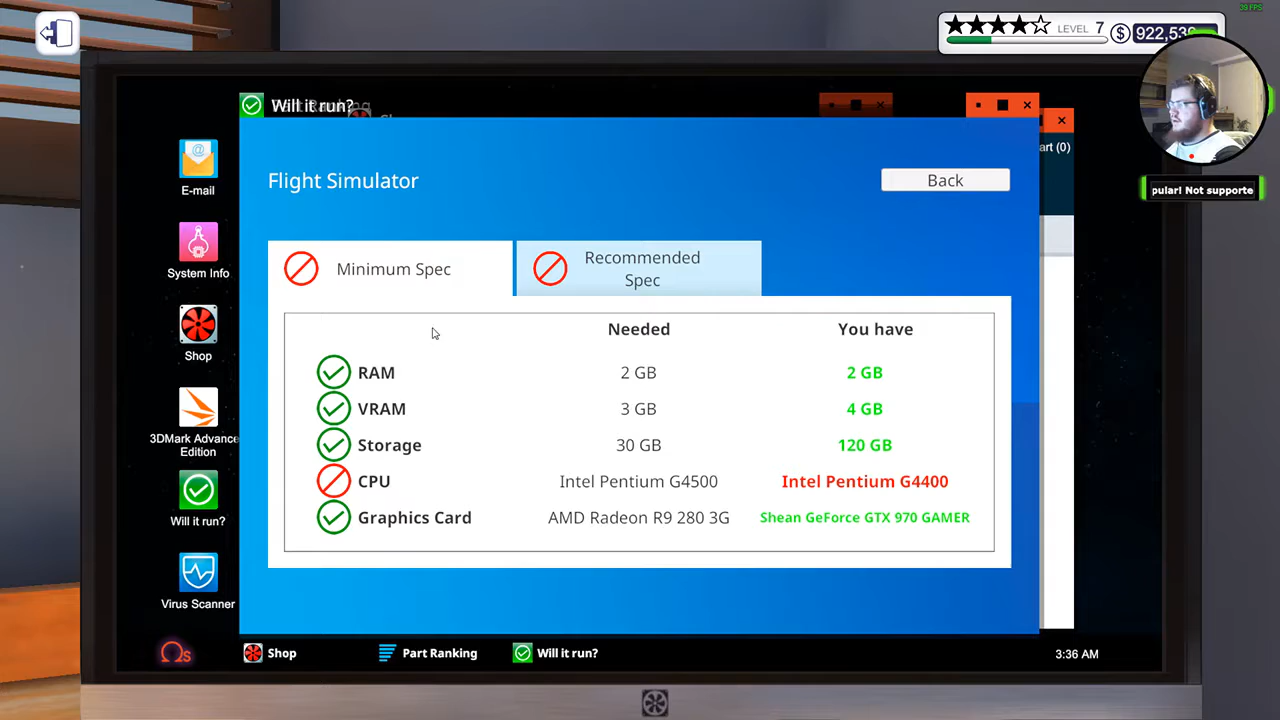 39 FPS
LEVEL 7
$ 922,539
Will it run?
art (0)
pular! Not supporte
E-mail
System Info
Shop
3DMark Advance
Edition
Will it run?
Virus Scanner
Flight Simulator
Back
Minimum Spec
Recommended
Spec
Needed
You have
RAM
2 GB
2 GB
VRAM
3 GB
4 GB
Storage
30 GB
120 GB
CPU
Intel Pentium G4500
Intel Pentium G4400
Graphics Card
AMD Radeon R9 280 3G
Shean GeForce GTX 970 GAMER
Shop
Part Ranking
Will it run?
3:36 AM